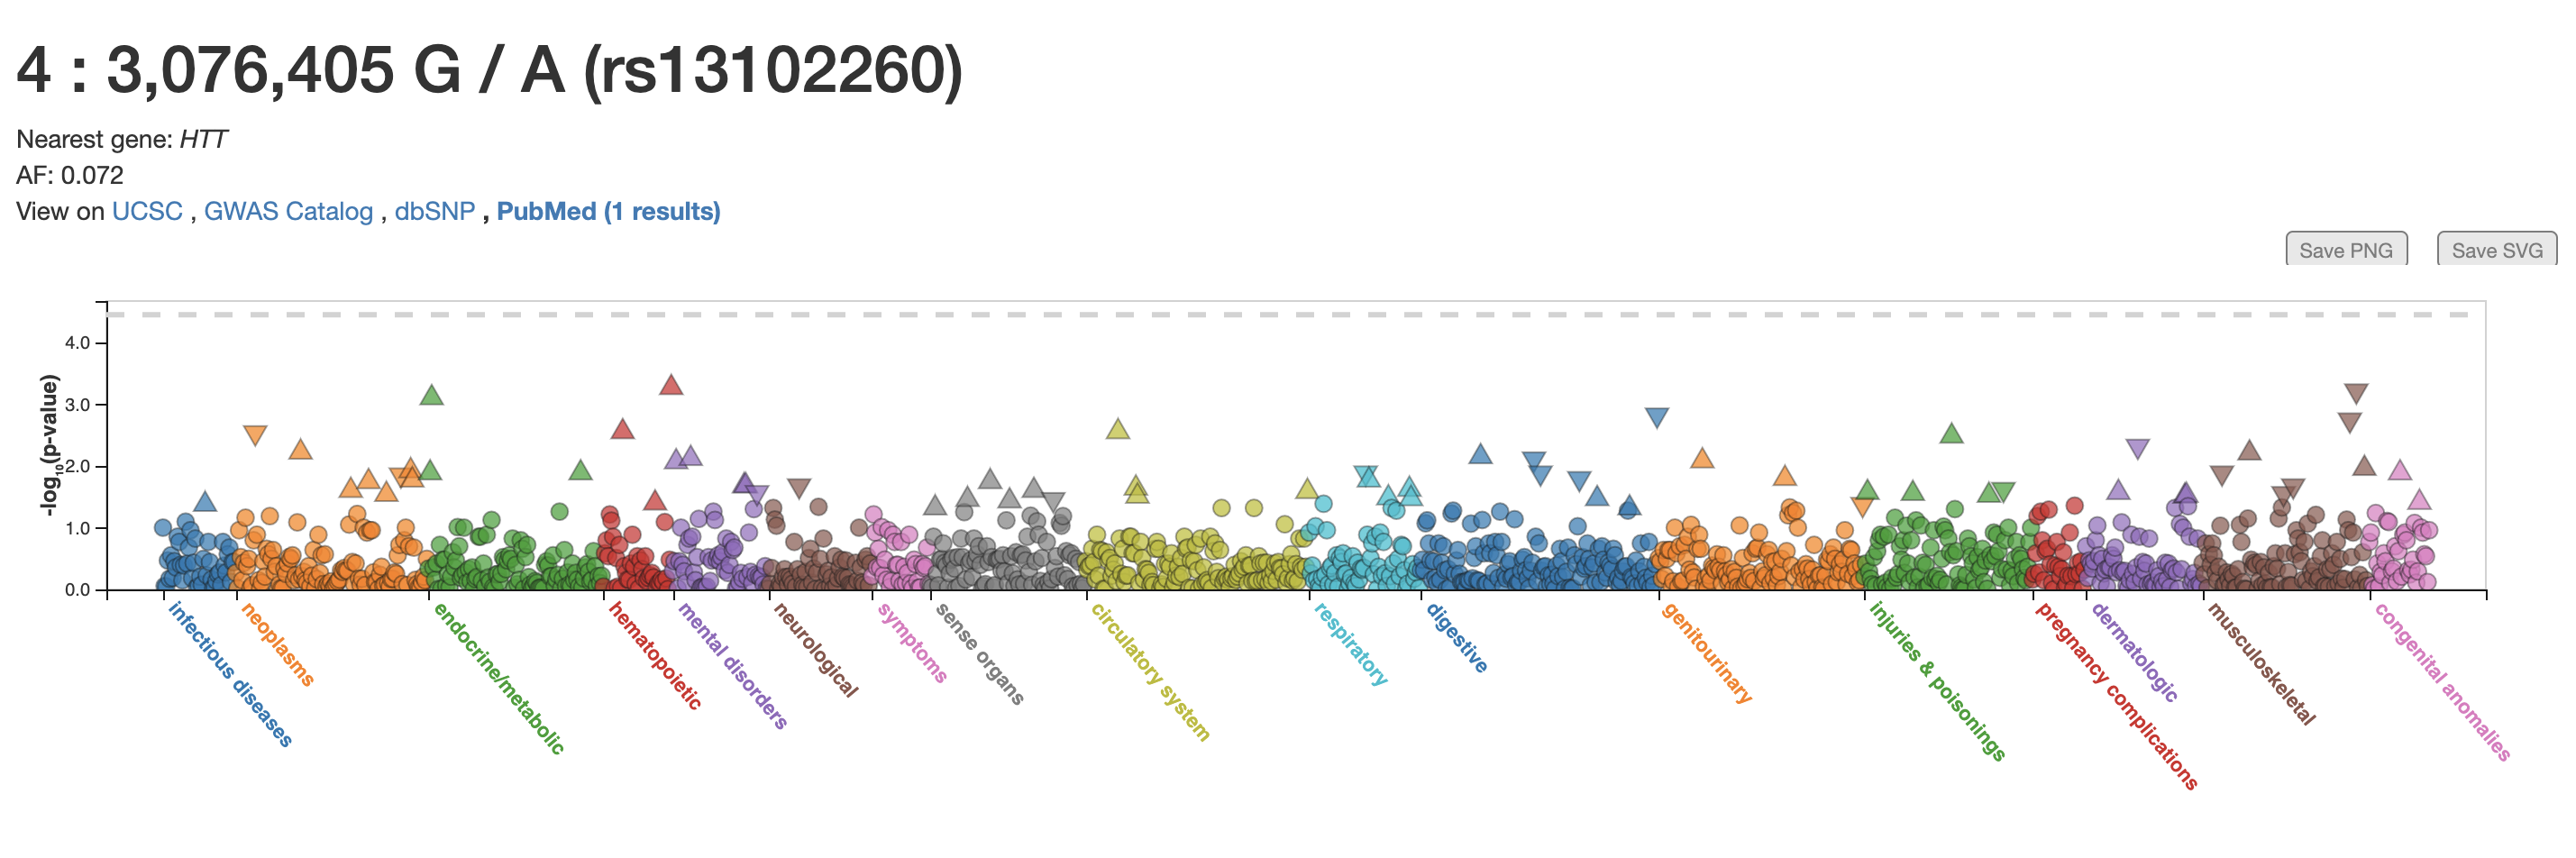 4 : 3,076,405 G / A (rs13102260)
Nearest gene: HTT
AF: 0.072
View on UCSC , GWAS Catalog , dbSNP , PubMed (1 results)
Save PNG Save SVG
-log10(p-value)
4.0
3.0
2.0
1.0
0.0
infectious diseases
neoplasms
endocrine/metabolic
hematopoietic
mental disorders
neurological
symptoms
sense organs
circulatory system
respiratory
digestive
genitourinary
injuries & poisonings
pregnancy complications
dermatologic
musculoskeletal
congenital anomalies